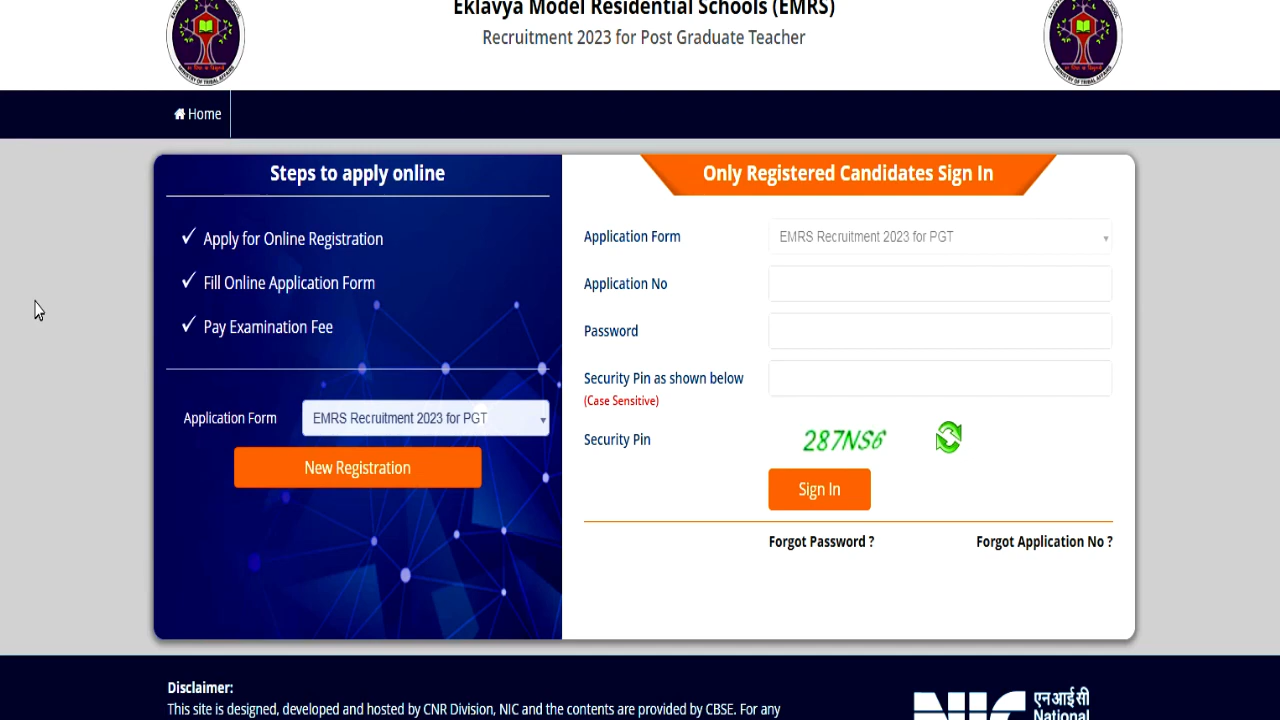 Eklavya Model Residential Schools (EMRS)
Recruitment 2023 for Post Graduate Teacher
Home
Steps to apply online
Apply for Online Registration
Fill Online Application Form
Pay Examination Fee
Application Form
EMRS Recruitment 2023 for PGT
New Registration
Only Registered Candidates Sign In
Application Form
EMRS Recruitment 2023 for PGT
Application No
Password
Security Pin as shown below
(Case Sensitive)
Security Pin
287NS6
Sign In
Forgot Password ?
Forgot Application No ?
Disclaimer:
This site is designed, developed and hosted by CNR Division, NIC and the contents are provided by CBSE. For any
NIC
एनआईसी
National